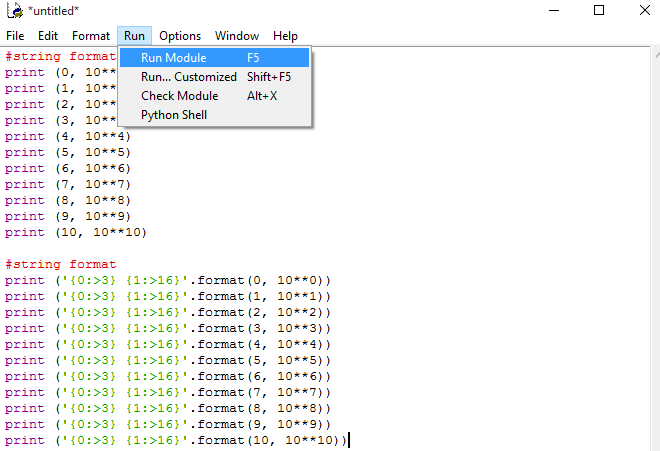 *untitled*
File Edit Format Run Options Window Help
Run Module F5
Run... Customized Shift+F5
Check Module Alt+X
Python Shell
#string format
print (0, 10**
print (1, 10**
print (2, 10**
print (3, 10**
print (4, 10**4)
print (5, 10**5)
print (6, 10**6)
print (7, 10**7)
print (8, 10**8)
print (9, 10**9)
print (10, 10**10)
#string format
print ('{0:>3} {1:>16}'.format(0, 10**0))
print ('{0:>3} {1:>16}'.format(1, 10**1))
print ('{0:>3} {1:>16}'.format(2, 10**2))
print ('{0:>3} {1:>16}'.format(3, 10**3))
print ('{0:>3} {1:>16}'.format(4, 10**4))
print ('{0:>3} {1:>16}'.format(5, 10**5))
print ('{0:>3} {1:>16}'.format(6, 10**6))
print ('{0:>3} {1:>16}'.format(7, 10**7))
print ('{0:>3} {1:>16}'.format(8, 10**8))
print ('{0:>3} {1:>16}'.format(9, 10**9))
print ('{0:>3} {1:>16}'.format(10, 10**10))